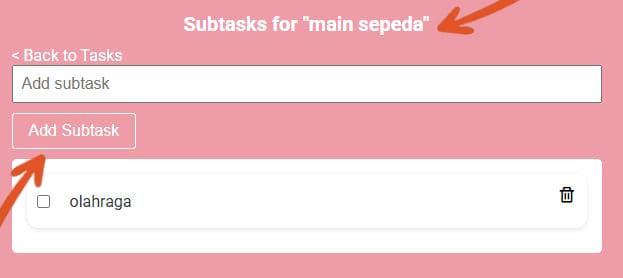 Subtasks for "main sepeda"
< Back to Tasks
Add subtask
Add Subtask
olahraga